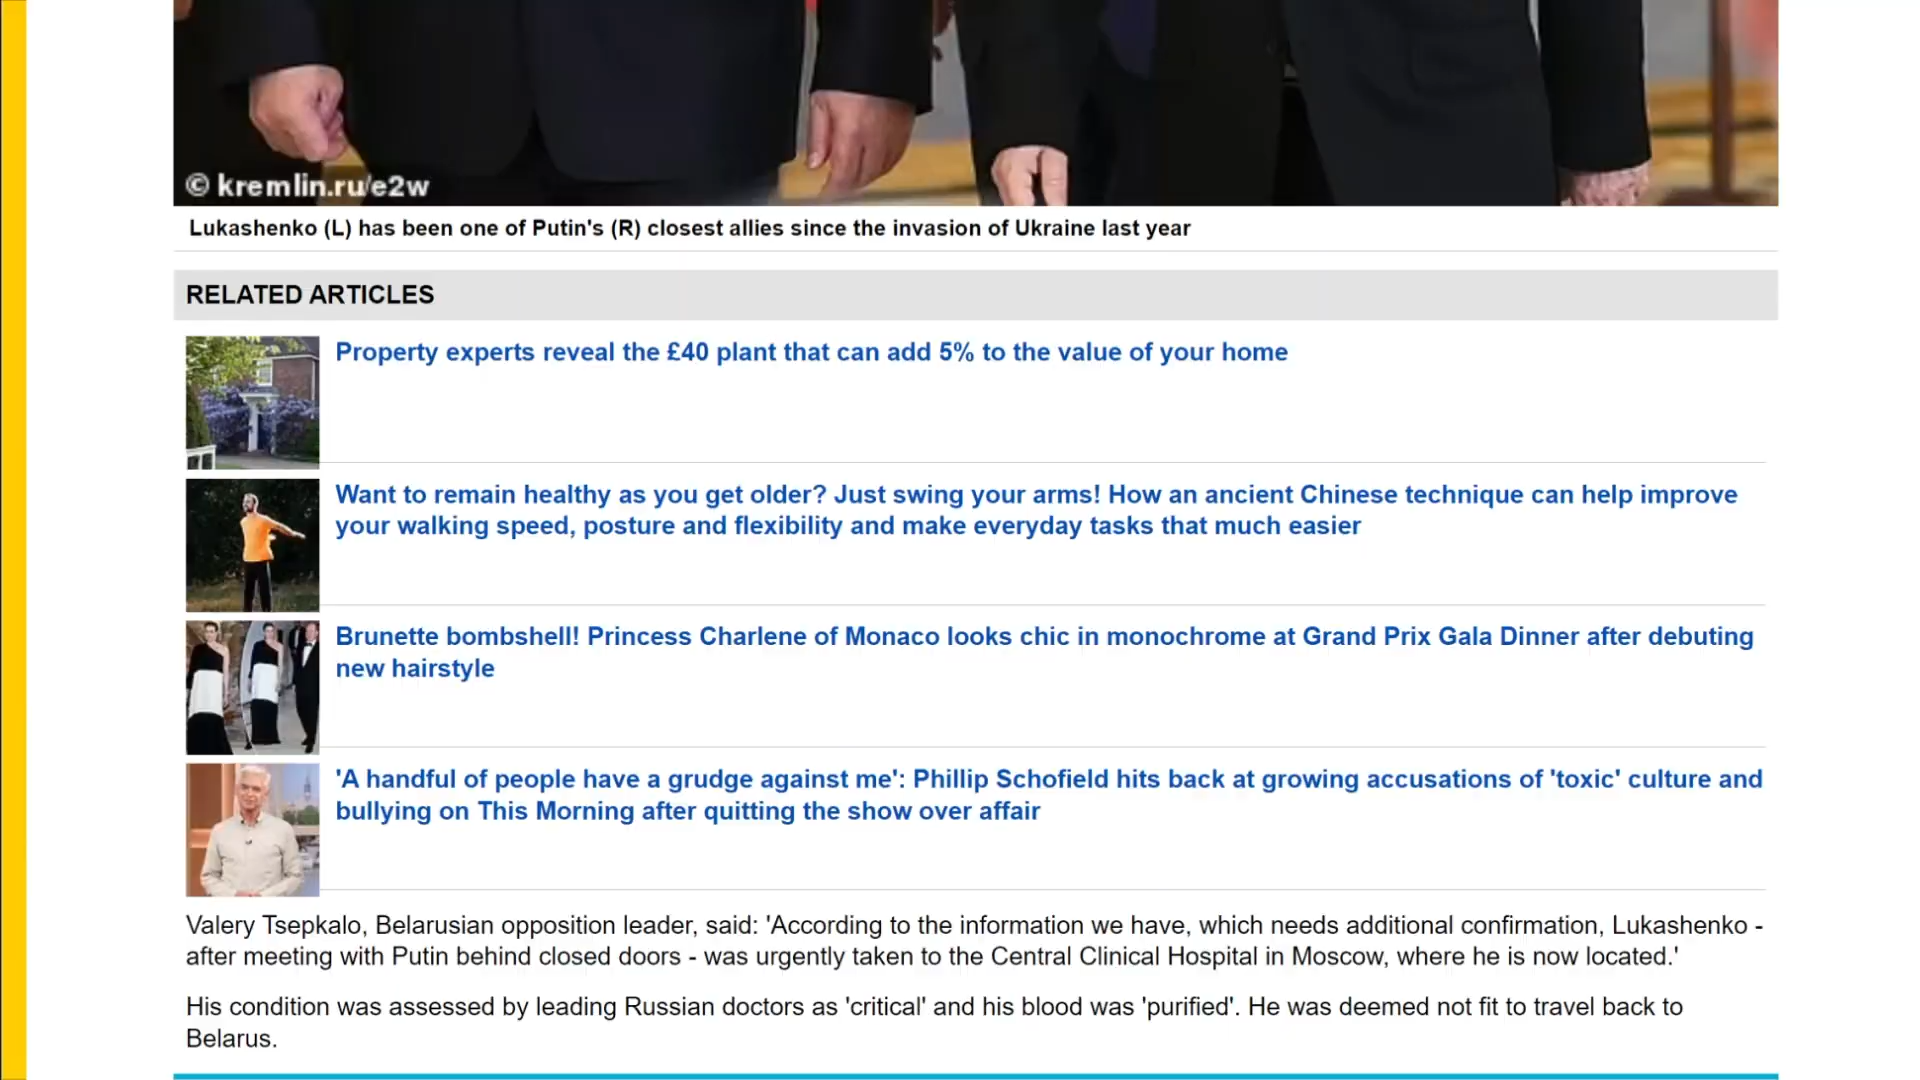 © kremlin.ru/e2w
Lukashenko (L) has been one of Putin's (R) closest allies since the invasion of Ukraine last year
RELATED ARTICLES
Property experts reveal the £40 plant that can add 5% to the value of your home
Want to remain healthy as you get older? Just swing your arms! How an ancient Chinese technique can help improve
your walking speed, posture and flexibility and make everyday tasks that much easier
Brunette bombshell! Princess Charlene of Monaco looks chic in monochrome at Grand Prix Gala Dinner after debuting
new hairstyle
'A handful of people have a grudge against me': Phillip Schofield hits back at growing accusations of 'toxic' culture and
bullying on This Morning after quitting the show over affair
Valery Tsepkalo, Belarusian opposition leader, said: 'According to the information we have, which needs additional confirmation, Lukashenko -
after meeting with Putin behind closed doors - was urgently taken to the Central Clinical Hospital in Moscow, where he is now located.'
His condition was assessed by leading Russian doctors as 'critical' and his blood was 'purified'. He was deemed not fit to travel back to
Belarus.